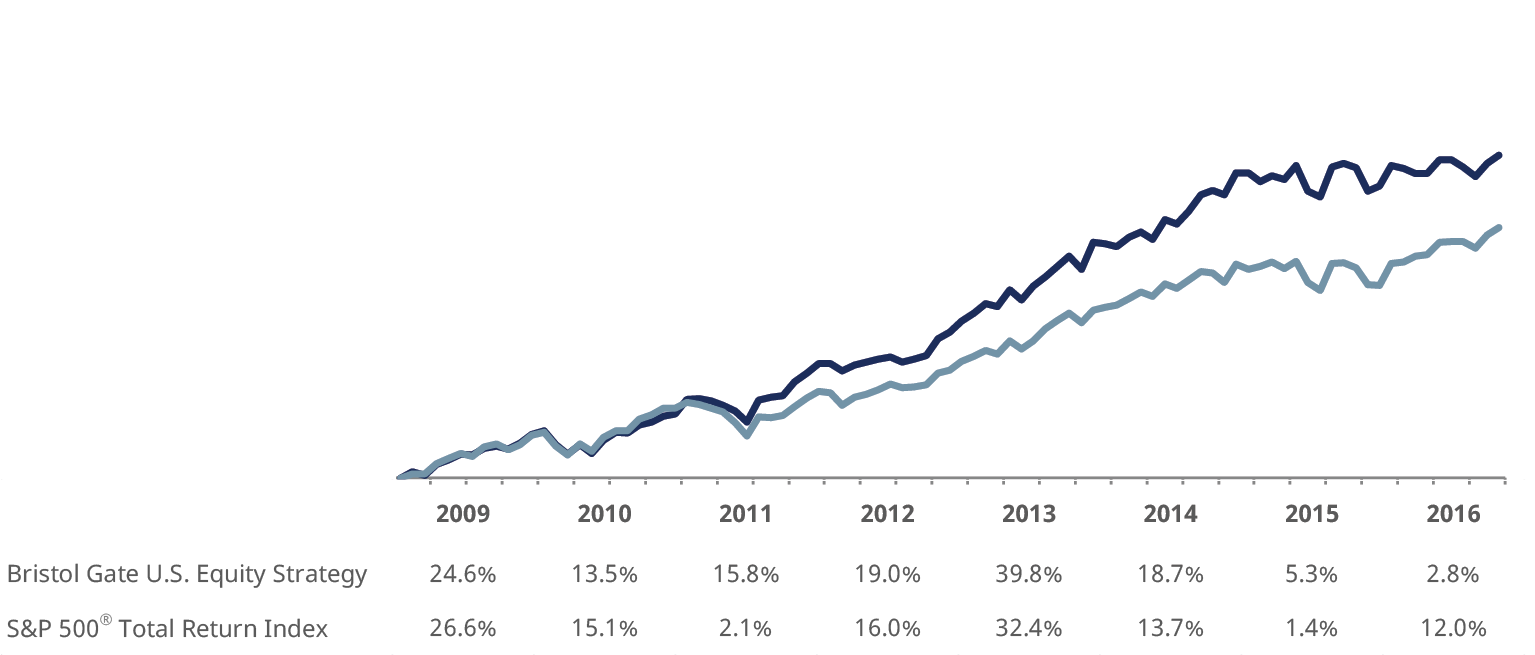 2009 2010 2011 2012 2013 2014 2015 2016
Bristol Gate U.S. Equity Strategy 24.6% 13.5% 15.8% 19.0% 39.8% 18.7% 5.3% 2.8%
S&P 500® Total Return Index 26.6% 15.1% 2.1% 16.0% 32.4% 13.7% 1.4% 12.0%